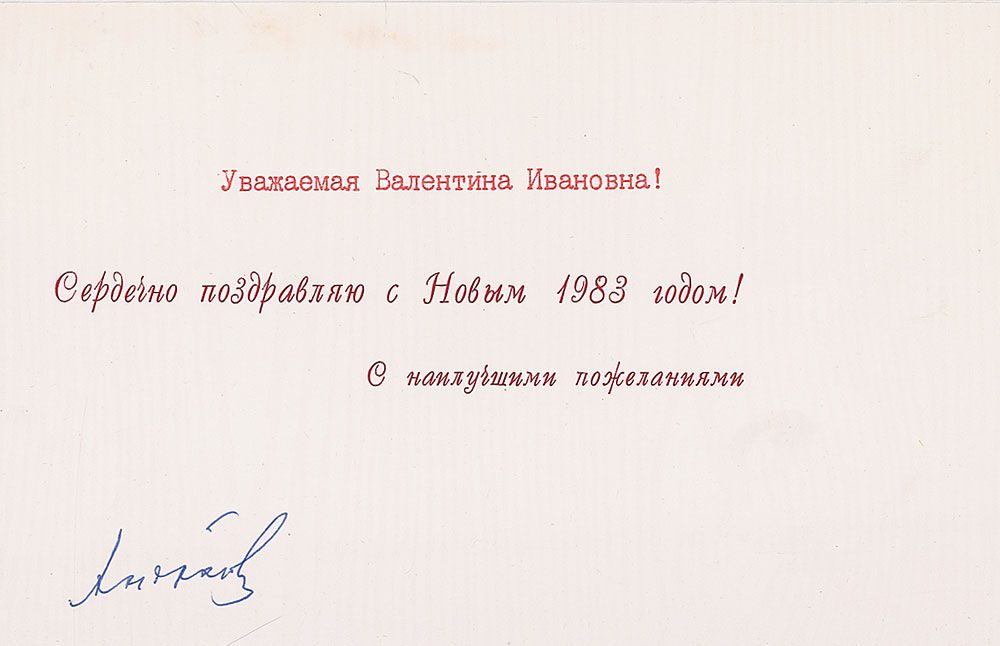 Уважаемая Валентина Ивановна!
Сердечно поздравляю с Новым 1983 годом!
С наилучшими пожеланиями